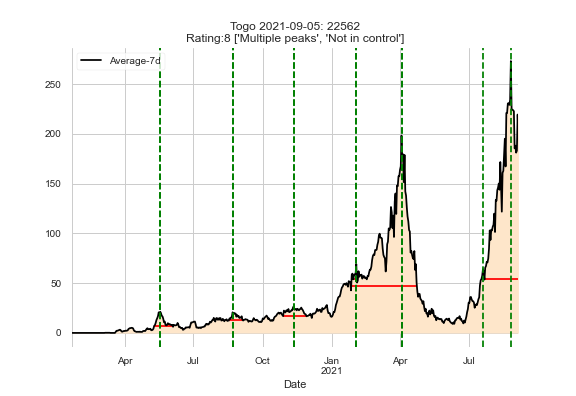 Togo 2021-09-05: 22562
Rating:8 ['Multiple peaks', 'Not in control']
Average-7d
250
200
150
100
50
0
Apr Jul Oct Jan Apr Jul
2021
Date